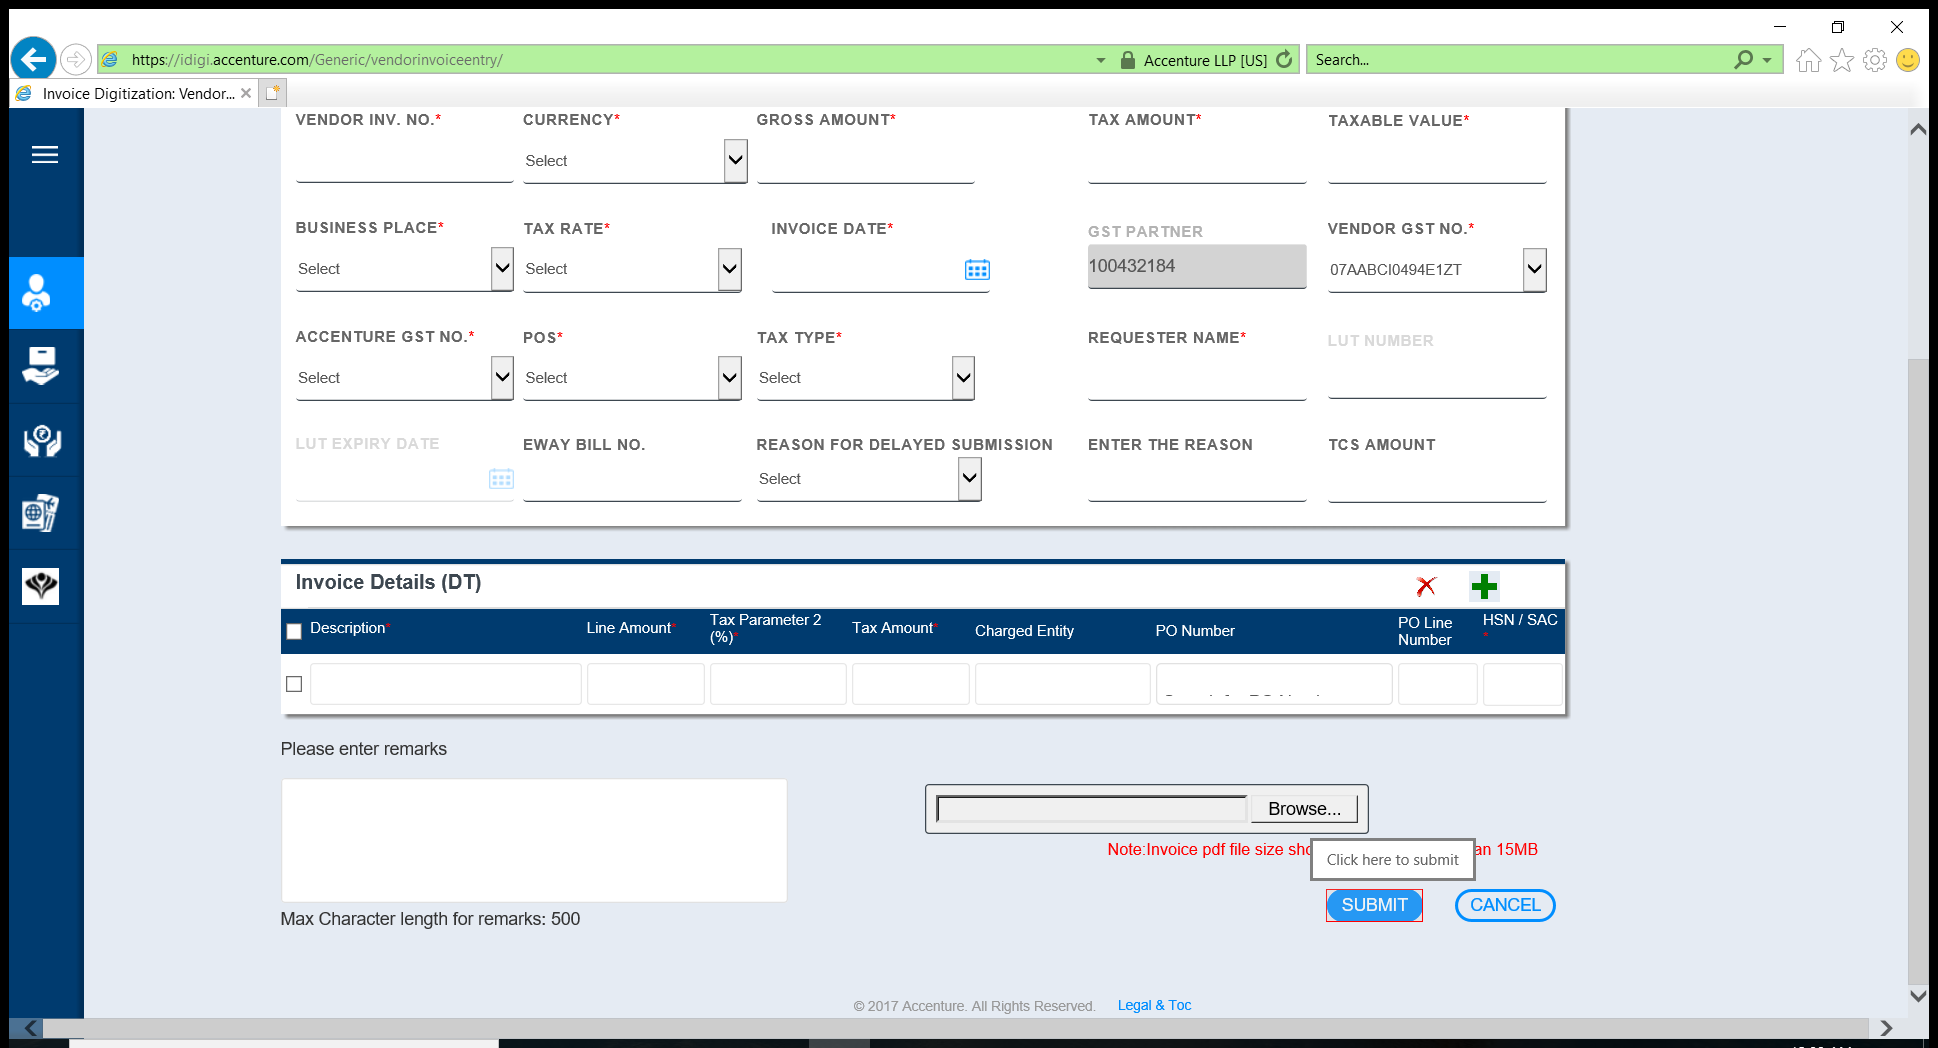 https://idigi.accenture.com/Generic/vendorinvoiceentry/
Accenture LLP [US]
Search...
Invoice Digitization: Vendor...
VENDOR INV. NO.*
CURRENCY*
GROSS AMOUNT*
TAX AMOUNT*
TAXABLE VALUE*
Select
BUSINESS PLACE*
TAX RATE*
INVOICE DATE*
GST PARTNER
VENDOR GST NO.*
Select
Select
100432184
07AABCI0494E1ZT
ACCENTURE GST NO.*
POS*
TAX TYPE*
REQUESTER NAME*
LUT NUMBER
Select
Select
Select
LUT EXPIRY DATE
EWAY BILL NO.
REASON FOR DELAYED SUBMISSION
ENTER THE REASON
TCS AMOUNT
Select
Invoice Details (DT)
Description*
Line Amount*
Tax Parameter 2
(%)*
Tax Amount*
Charged Entity
PO Number
PO Line
Number
HSN / SAC
*
Please enter remarks
Browse...
Note:Invoice pdf file size
15MB
Click here to submit
SUBMIT
CANCEL
Max Character length for remarks: 500
© 2017 Accenture. All Rights Reserved.
Legal & Toc